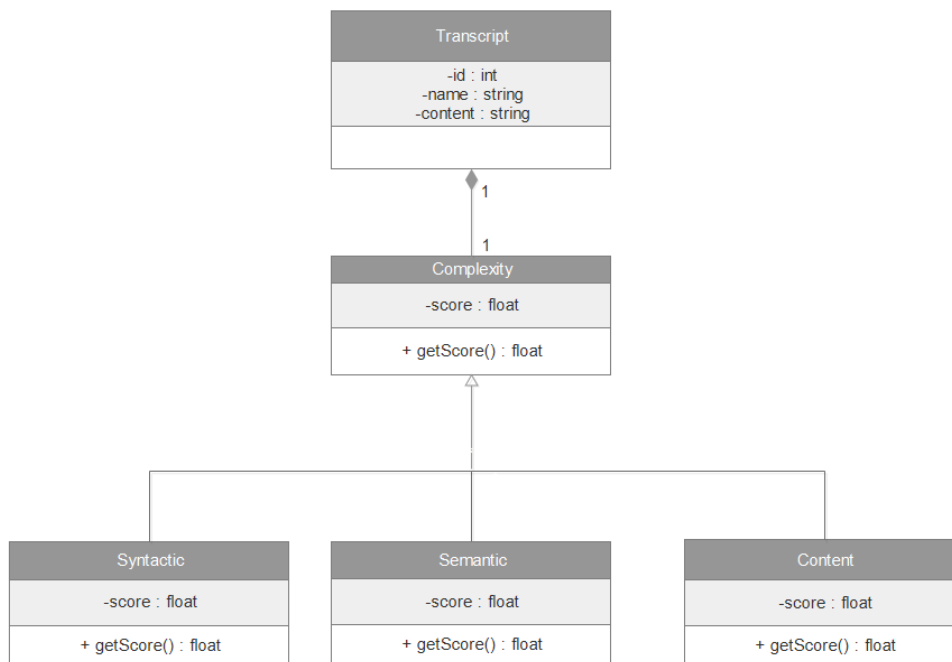 Transcript
-id : int
-name : string
-content : string
1
1
Complexity
-score : float
+ getScore() : float
Syntactic
-score : float
+ getScore() : float
Semantic
-score : float
+ getScore() : float
Content
-score : float
+ getScore() : float